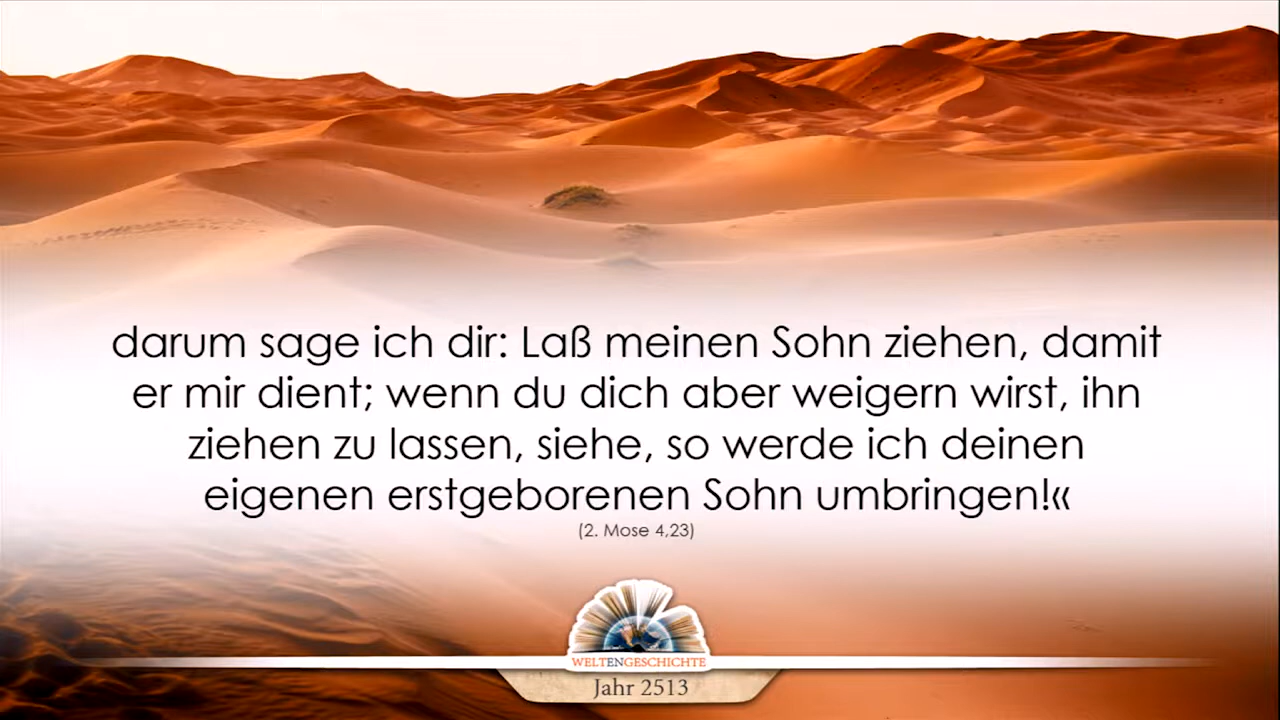 darum sage ich dir: Laß meinen Sohn ziehen, damit
er mir dient; wenn du dich aber weigern wirst, ihn
ziehen zu lassen, siehe, so werde ich deinen
eigenen erstgeborenen Sohn umbringen!«
(2. Mose 4,23)
WELTENGESCHICHTE
Jahr 2513